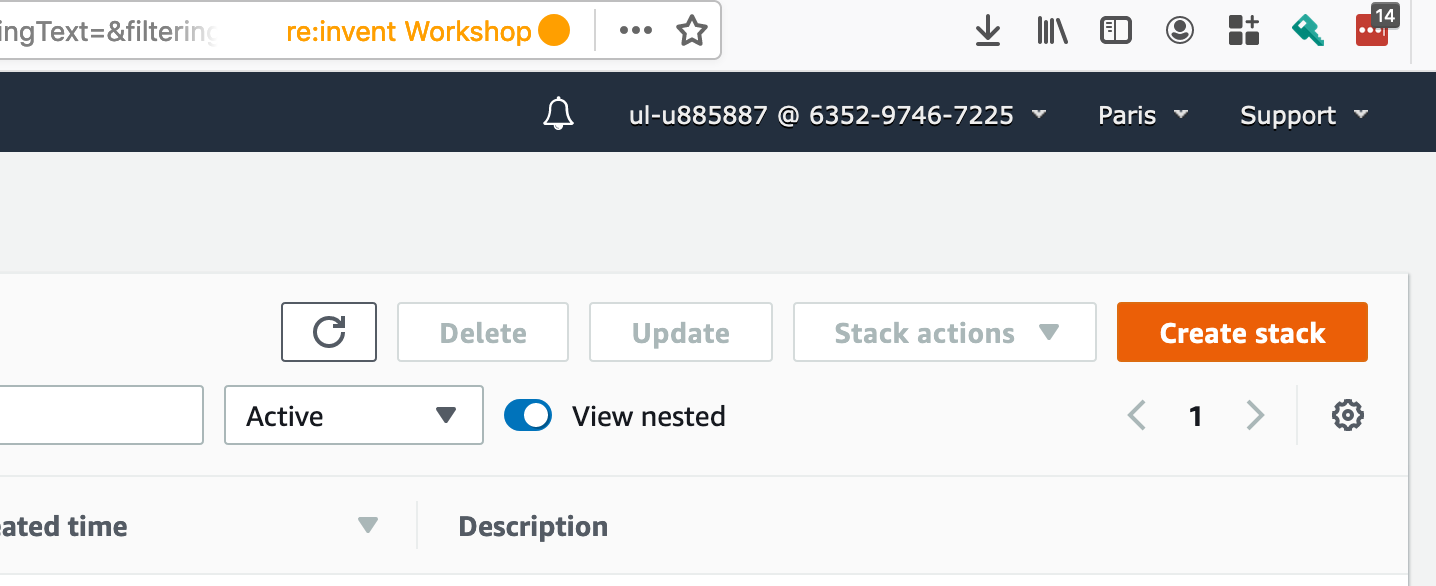 ingText=&filtering re:invent Workshop
14
ul-u885887 @ 6352-9746-7225 Paris Support
Delete Update Stack actions Create stack
Active View nested 1
eated time Description